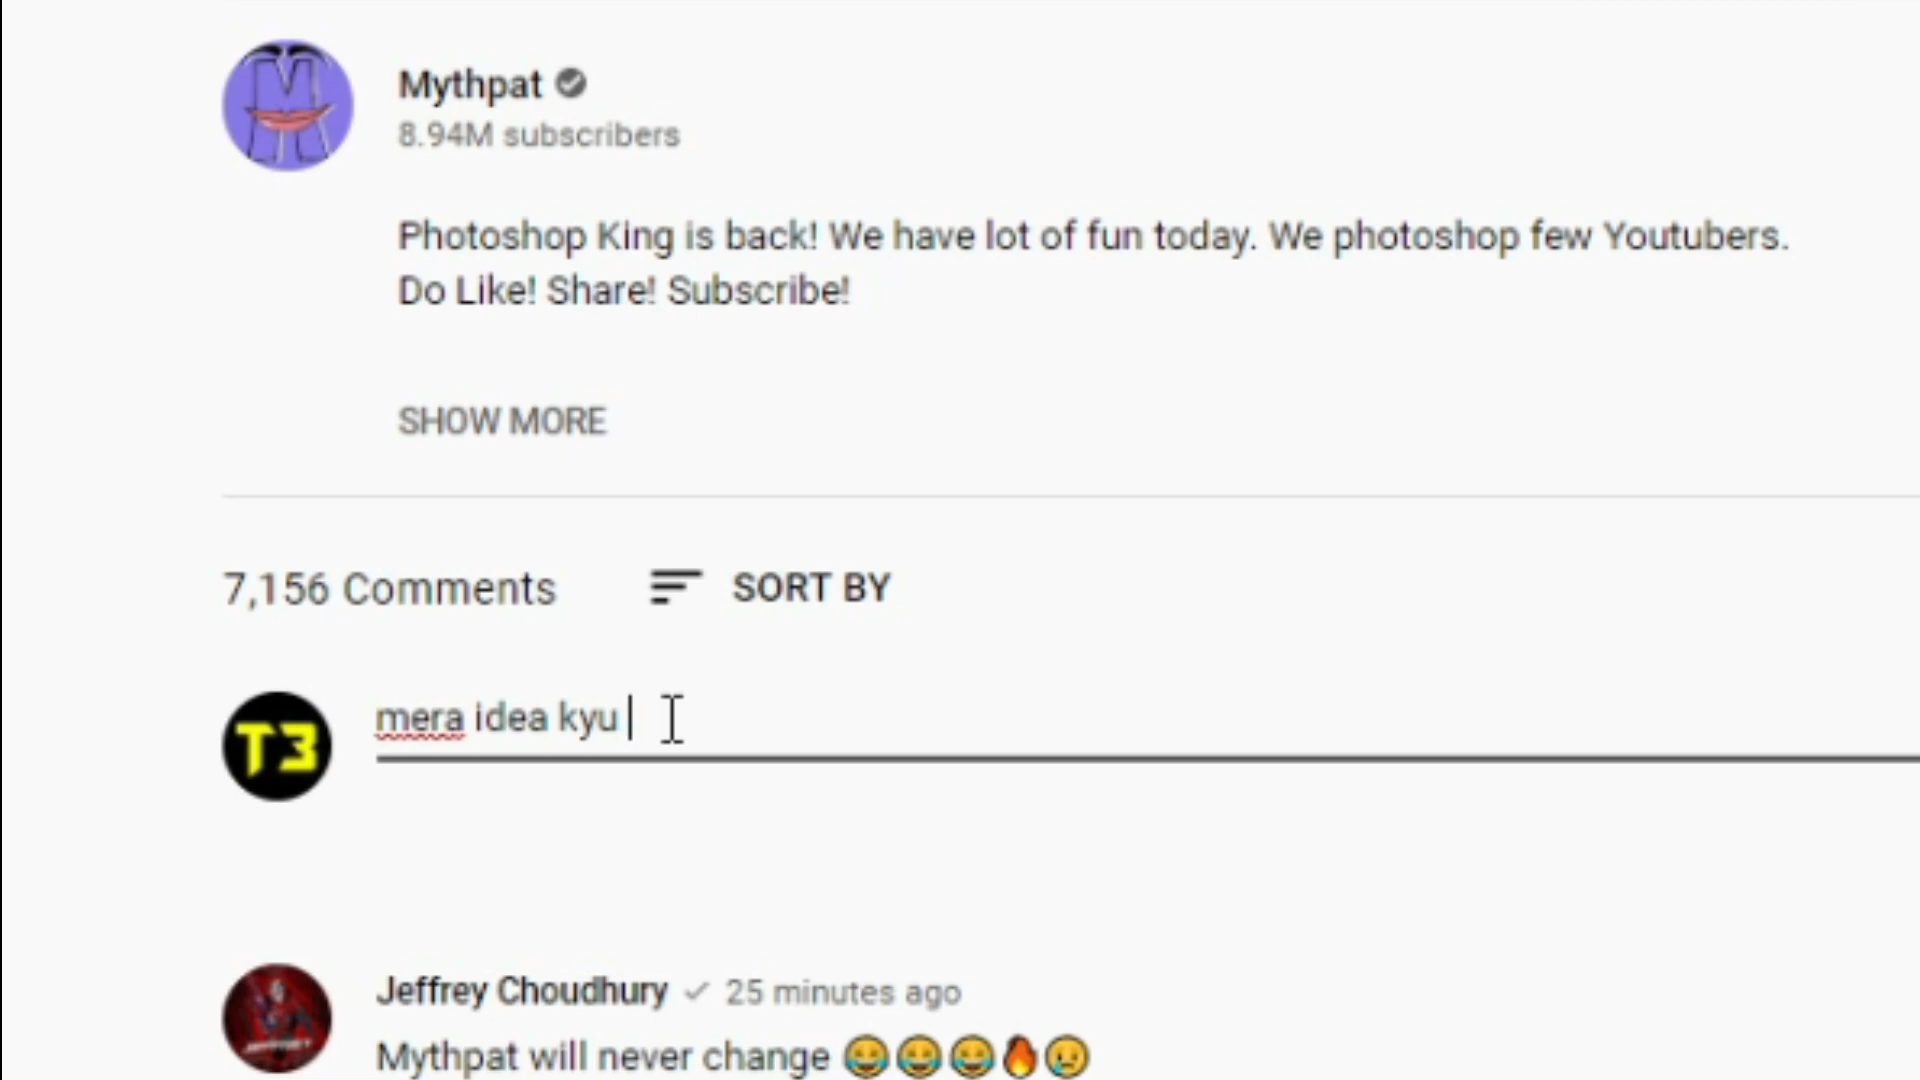 Mythpat
8.94M subscribers
Photoshop King is back! We have lot of fun today. We photoshop few Youtubers.
Do Like! Share! Subscribe!
SHOW MORE
7,156 Comments SORT BY
T3 mera idea kyu
Jeffrey Choudhury 25 minutes ago
Mythpat will never change 😂😂😂🔥😢